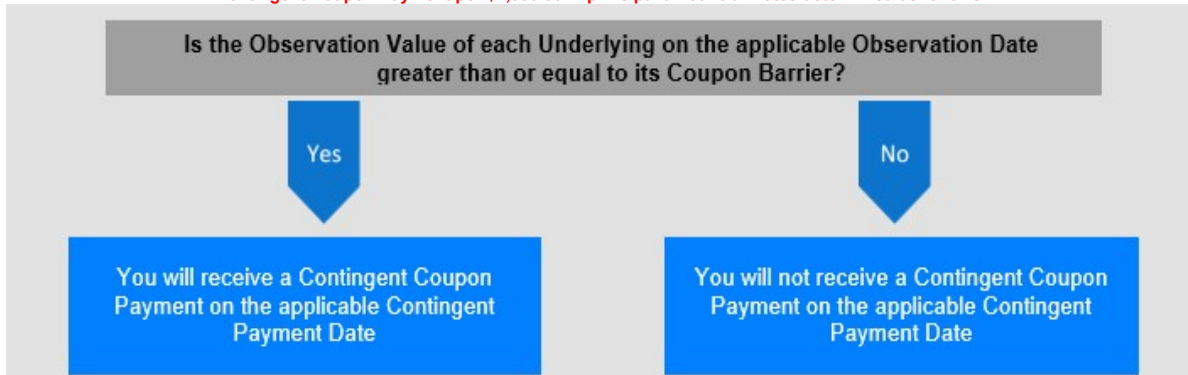 Is the Observation Value of each Underlying on the applicable Observation Date
greater than or equal to its Coupon Barrier?
Yes
No
You will receive a Contingent Coupon
Payment on the applicable Contingent
Payment Date
You will not receive a Contingent Coupon
Payment on the applicable Contingent
Payment Date